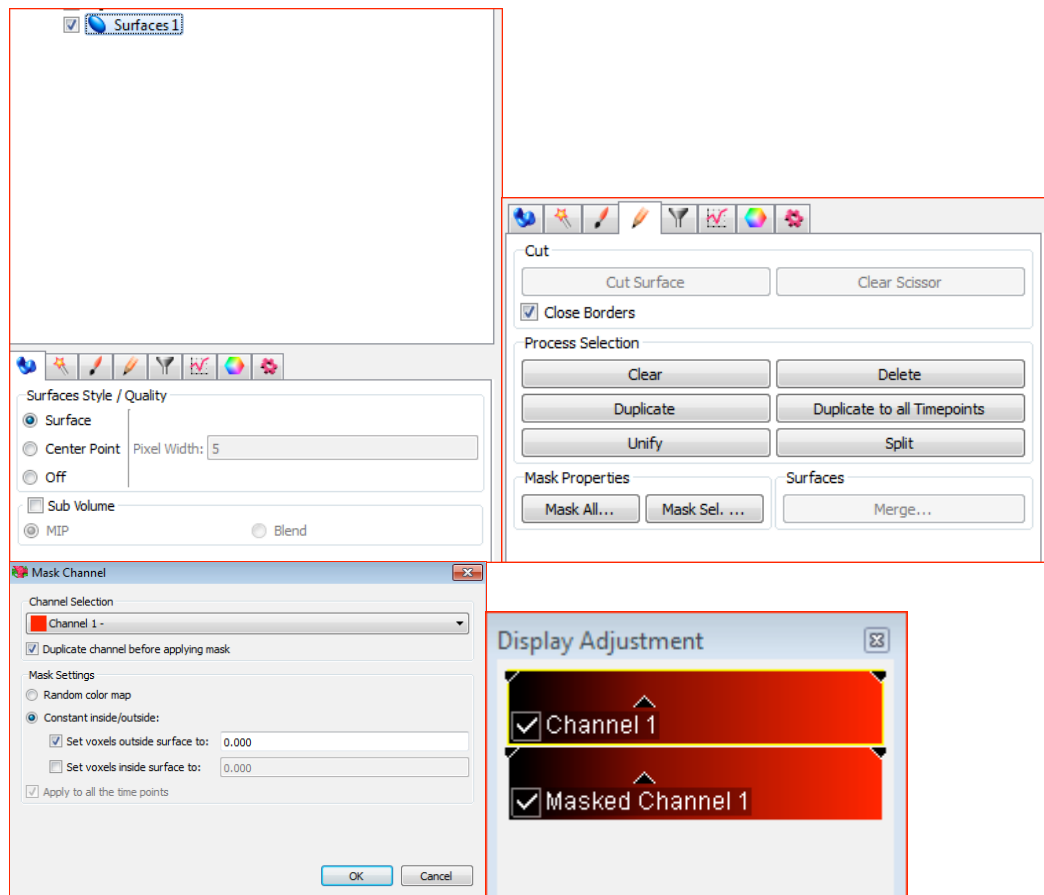 Surfaces 1
Surfaces Style / Quality
Surface
Center Point Pixel Width: 5
Off
Sub Volume
MIP Blend
Cut
Cut Surface Clear Scissor
Close Borders
Process Selection
Clear Delete
Duplicate Duplicate to all Timepoints
Unify Split
Mask Properties Surfaces
Mask All... Mask Sel. ... Merge...
Mask Channel
Channel Selection
Channel 1 -
Duplicate channel before applying mask
Mask Settings
Random color map
Constant inside/outside:
Set voxels outside surface to: 0.000
Set voxels inside surface to: 0.000
Apply to all the time points
OK Cancel
Display Adjustment
Channel 1
Masked Channel 1